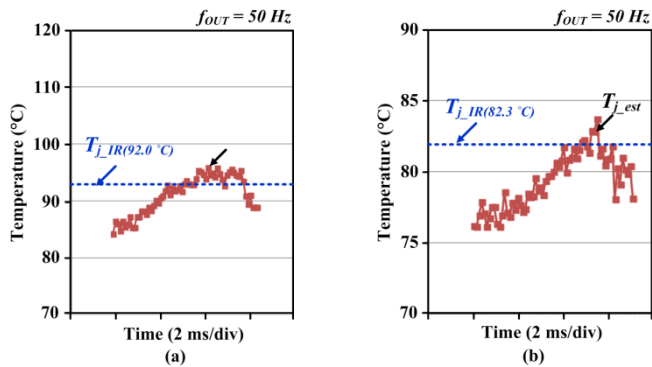 f_OUT = 50 Hz
120
110
100
90
80
70
Temperature (°C)
T_j_IR(92.0 °C)
Time (2 ms/div)
(a)
f_OUT = 50 Hz
90
85
80
75
70
Temperature (°C)
T_j_IR(82.3 °C)
T_j_est
Time (2 ms/div)
(b)